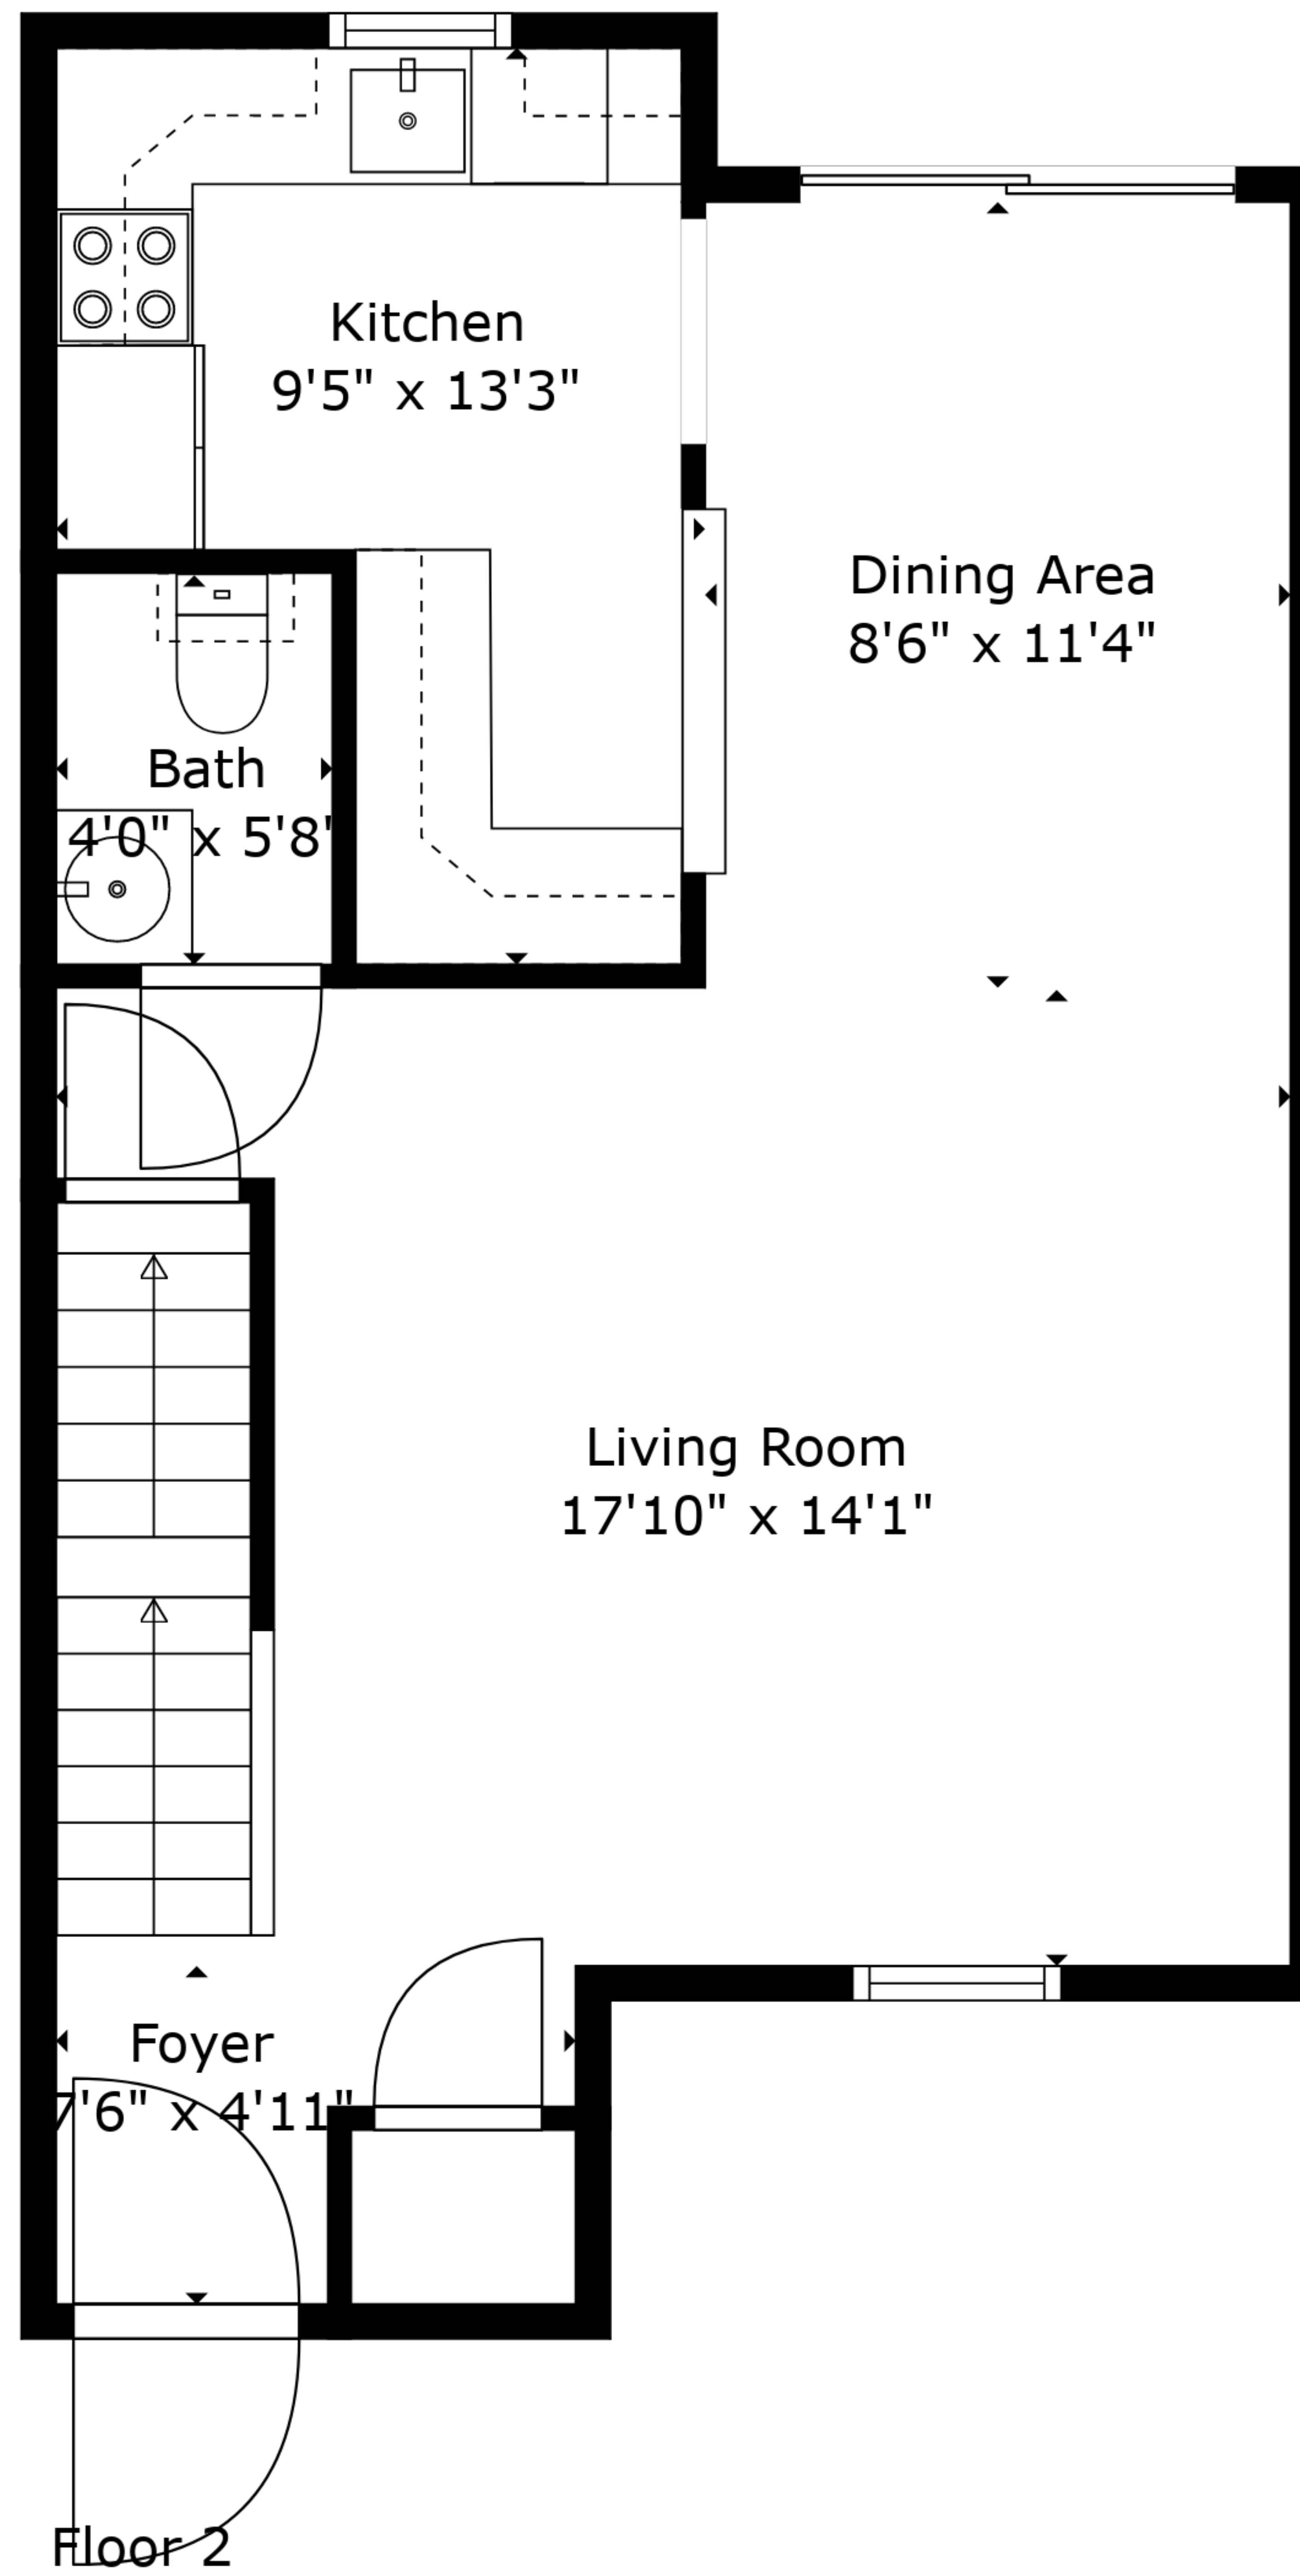 Kitchen
9'5" x 13'3"
Dining Area
8'6" x 11'4"
Bath
4'0" x 5'8"
Living Room
17'10" x 14'1"
Foyer
7'6" x 4'11"
Floor 2